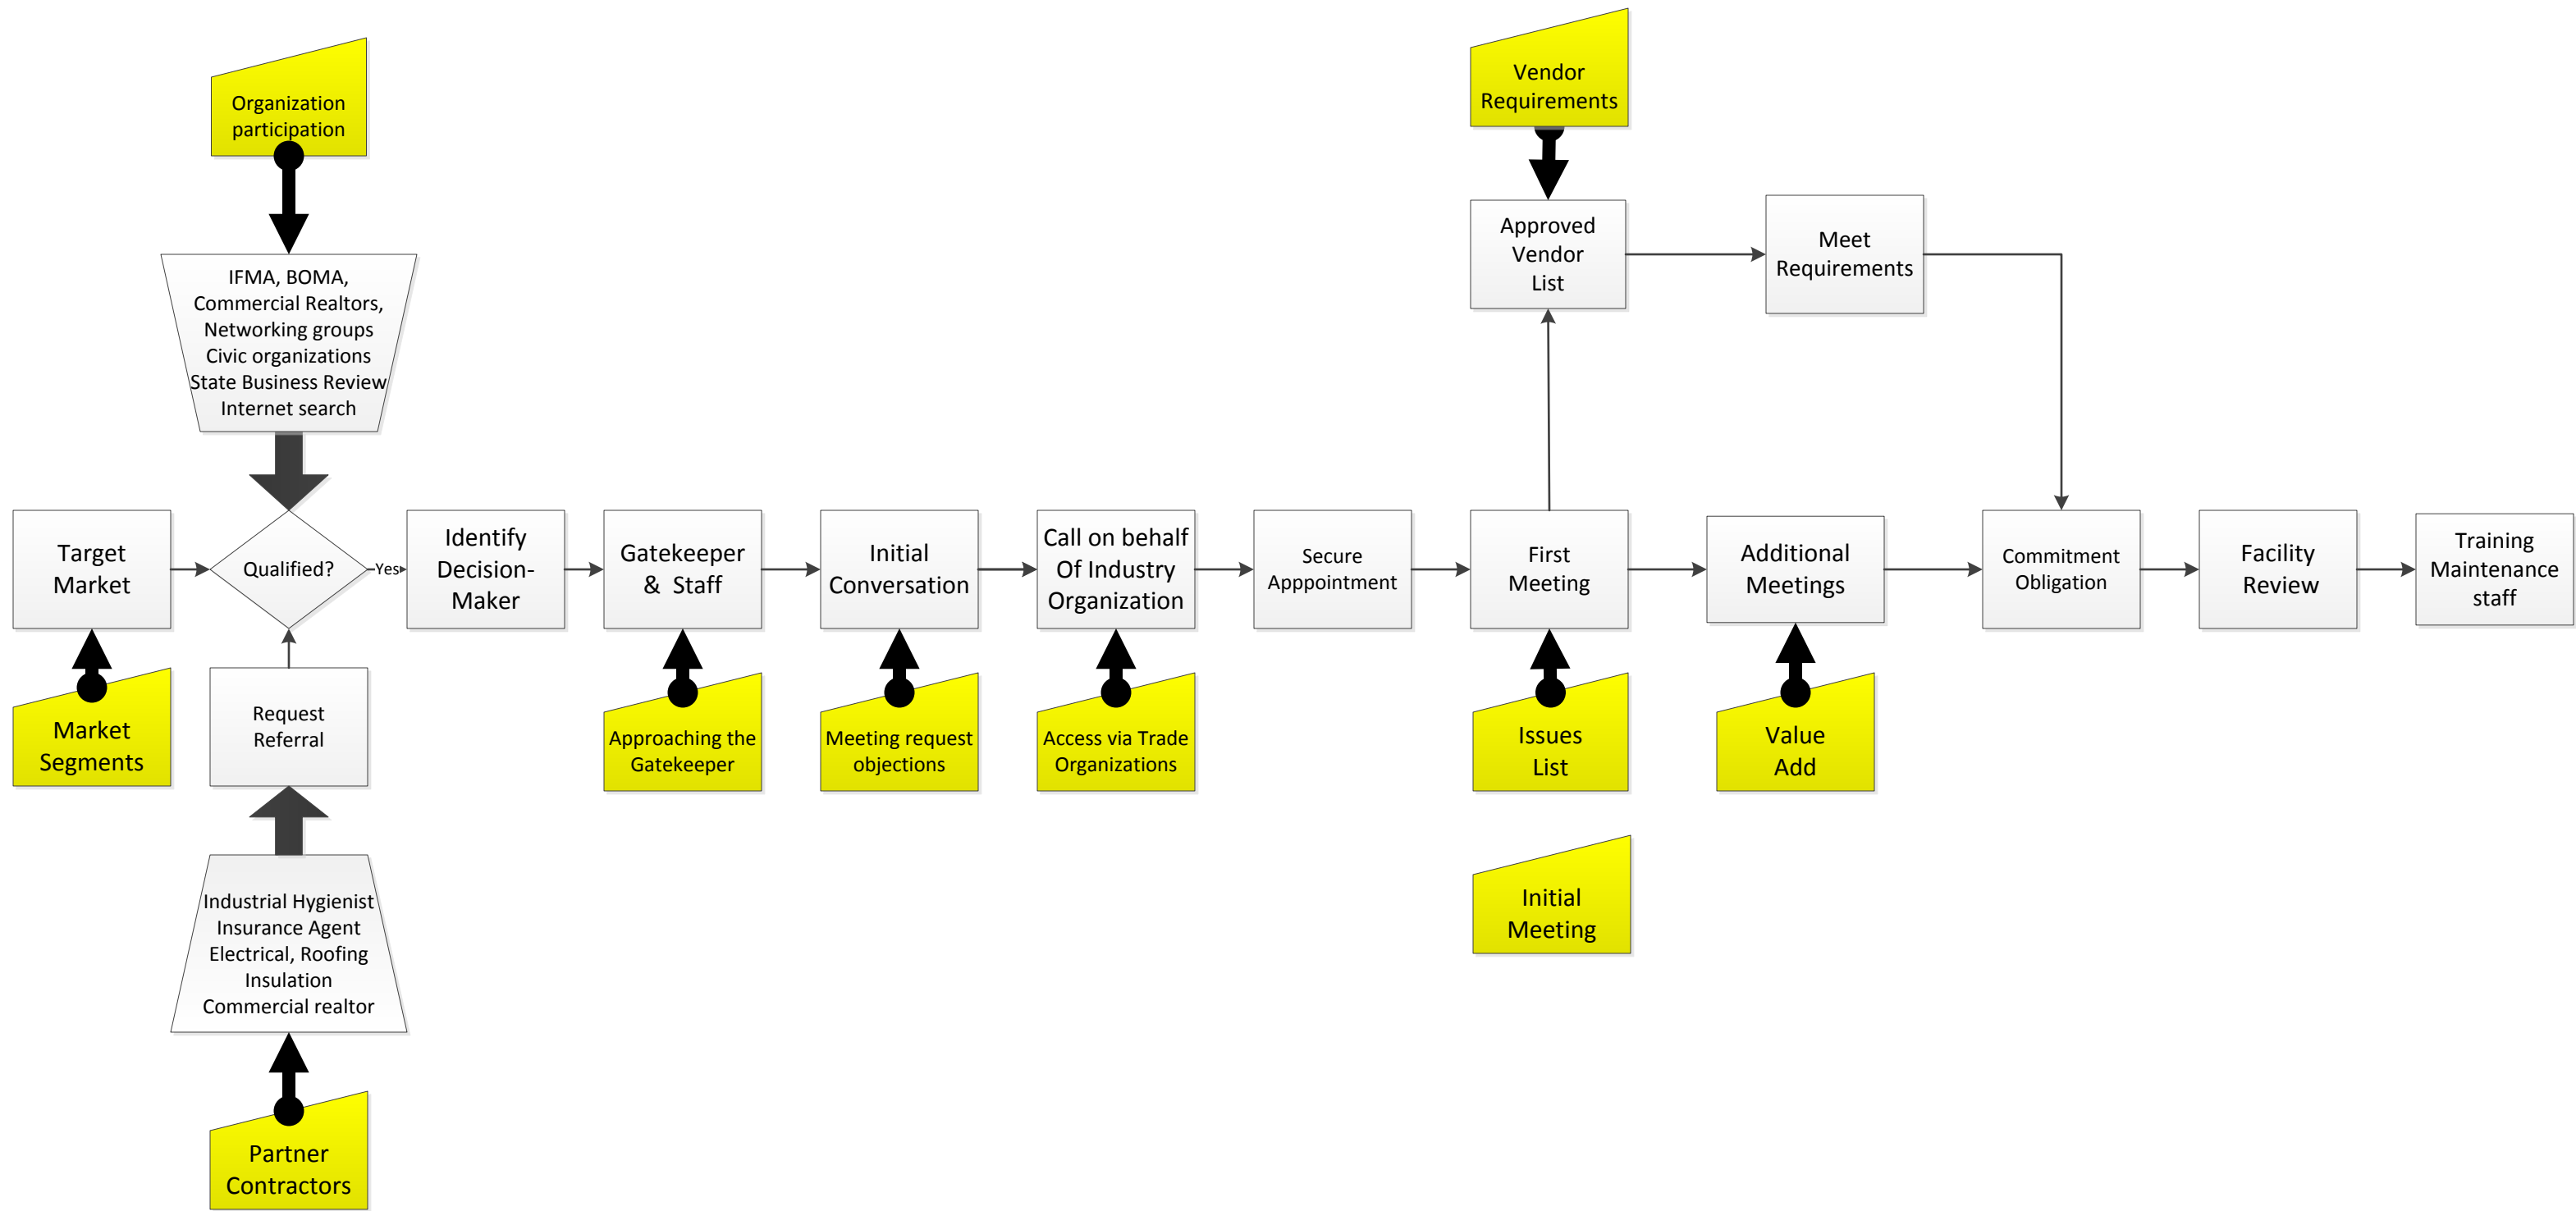 Organization
participation
Vendor
Requirements
IFMA, BOMA,
Commercial Realtors,
Networking groups
Civic organizations
State Business Review
Internet search
Approved
Vendor
List
Meet
Requirements
Target
Market
Qualified?
Yes
Identify
Decision-
Maker
Gatekeeper
& Staff
Initial
Conversation
Call on behalf
Of Industry
Organization
Secure
Apppointment
First
Meeting
Additional
Meetings
Commitment
Obligation
Facility
Review
Training
Maintenance
staff
Market
Segments
Request
Referral
Approaching the
Gatekeeper
Meeting request
objections
Access via Trade
Organizations
Issues
List
Value
Add
Industrial Hygienist
Insurance Agent
Electrical, Roofing
Insulation
Commercial realtor
Initial
Meeting
Partner
Contractors